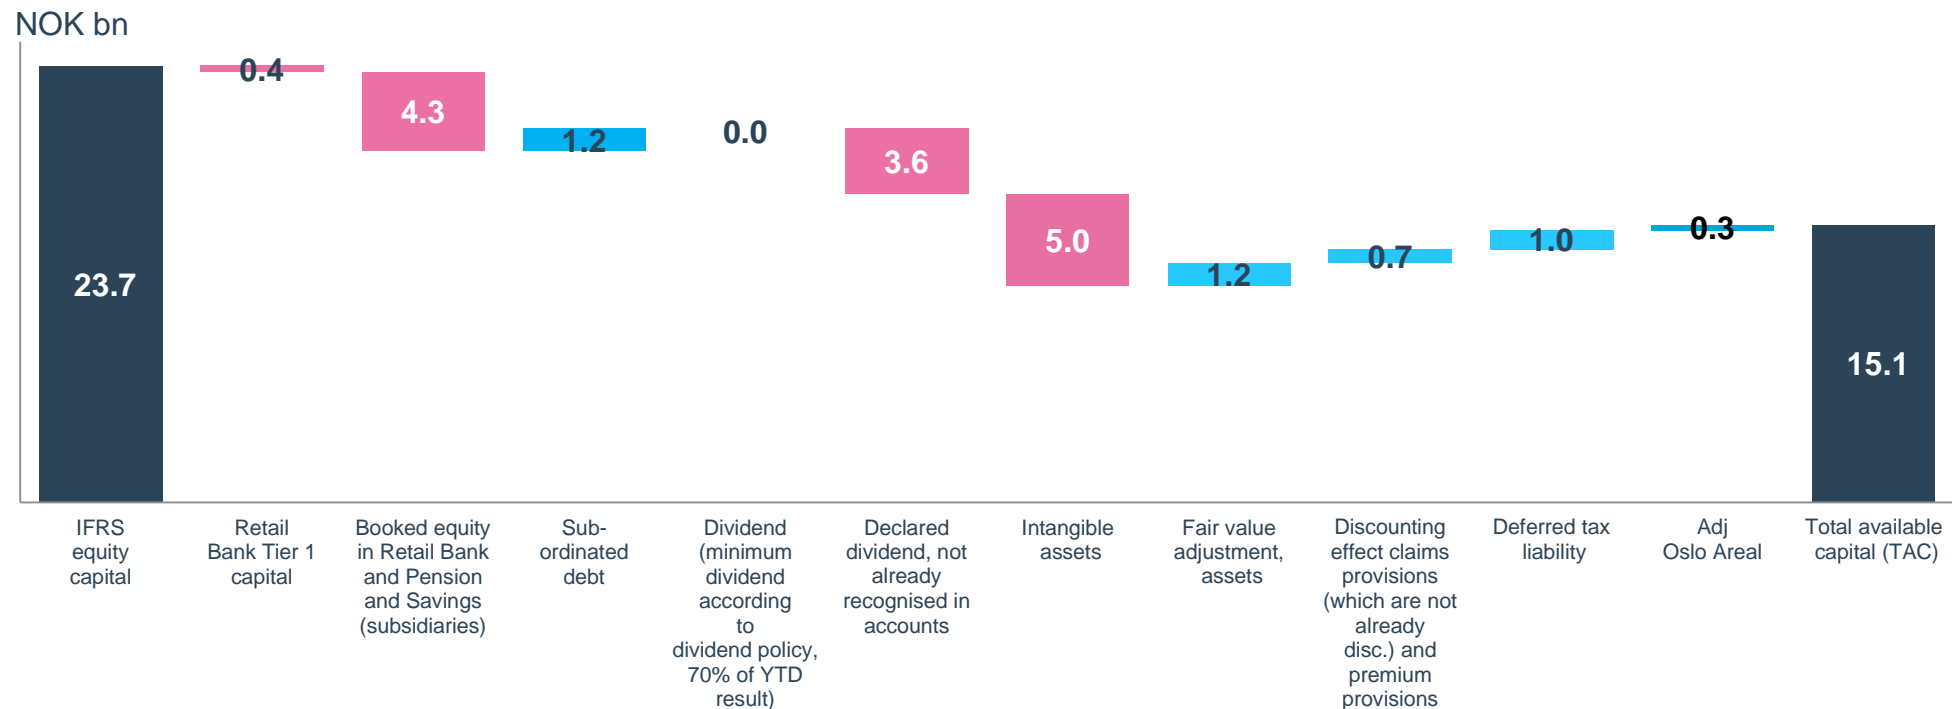 NOK bn
23.7
0.4
4.3
1.2
0.0
3.6
5.0
1.2
0.7
1.0
0.3
15.1
IFRS
equity
capital
Retail
Bank Tier 1
capital
Booked equity
in Retail Bank
and Pension
and Savings
(subsidiaries)
Sub-
ordinated
debt
Dividend
(minimum
dividend
according
to
dividend policy,
70% of YTD
result)
Declared
dividend, not
already
recognised in
accounts
Intangible
assets
Fair value
adjustment,
assets
Discounting
effect claims
provisions
(which are not
already
disc.) and
premium
provisions
Deferred tax
liability
Adj
Oslo Areal
Total available
capital (TAC)